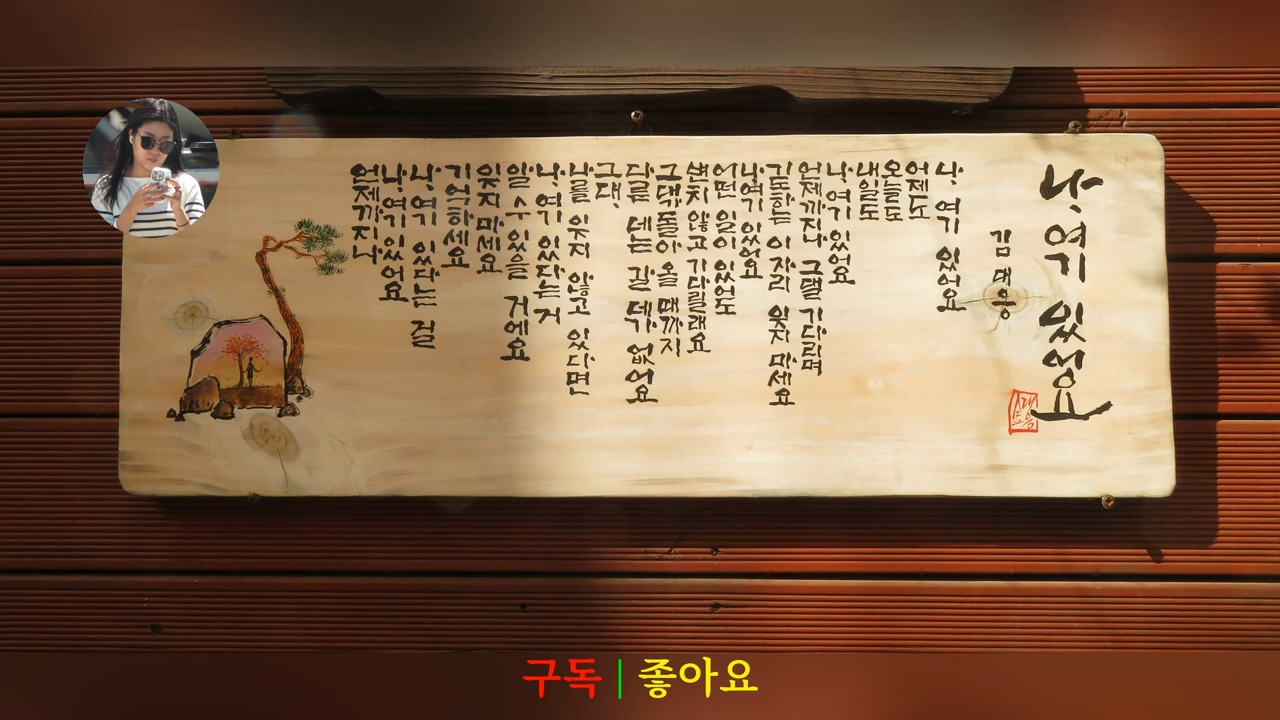 나, 여기 있어요
김대웅
나, 여기 있어요
어제도
오늘도
내일도
나, 여기 있어요
언제까지나 그댈 기다리며
기도하는 이 자리 잊지 마세요
나, 여기 있어요
어떤 일이 있어도
변치 않고 기다릴래요
그대, 돌아 올 때까지
다른 데는 갈 데가 없어요
그대,
나를 잊지 않고 있다면
나, 여기 있다는 거
알 수 있을 거에요
잊지 마세요
기억하세요
나, 여기 있다는 걸
나, 여기 있어요
언제까지나
구독 | 좋아요